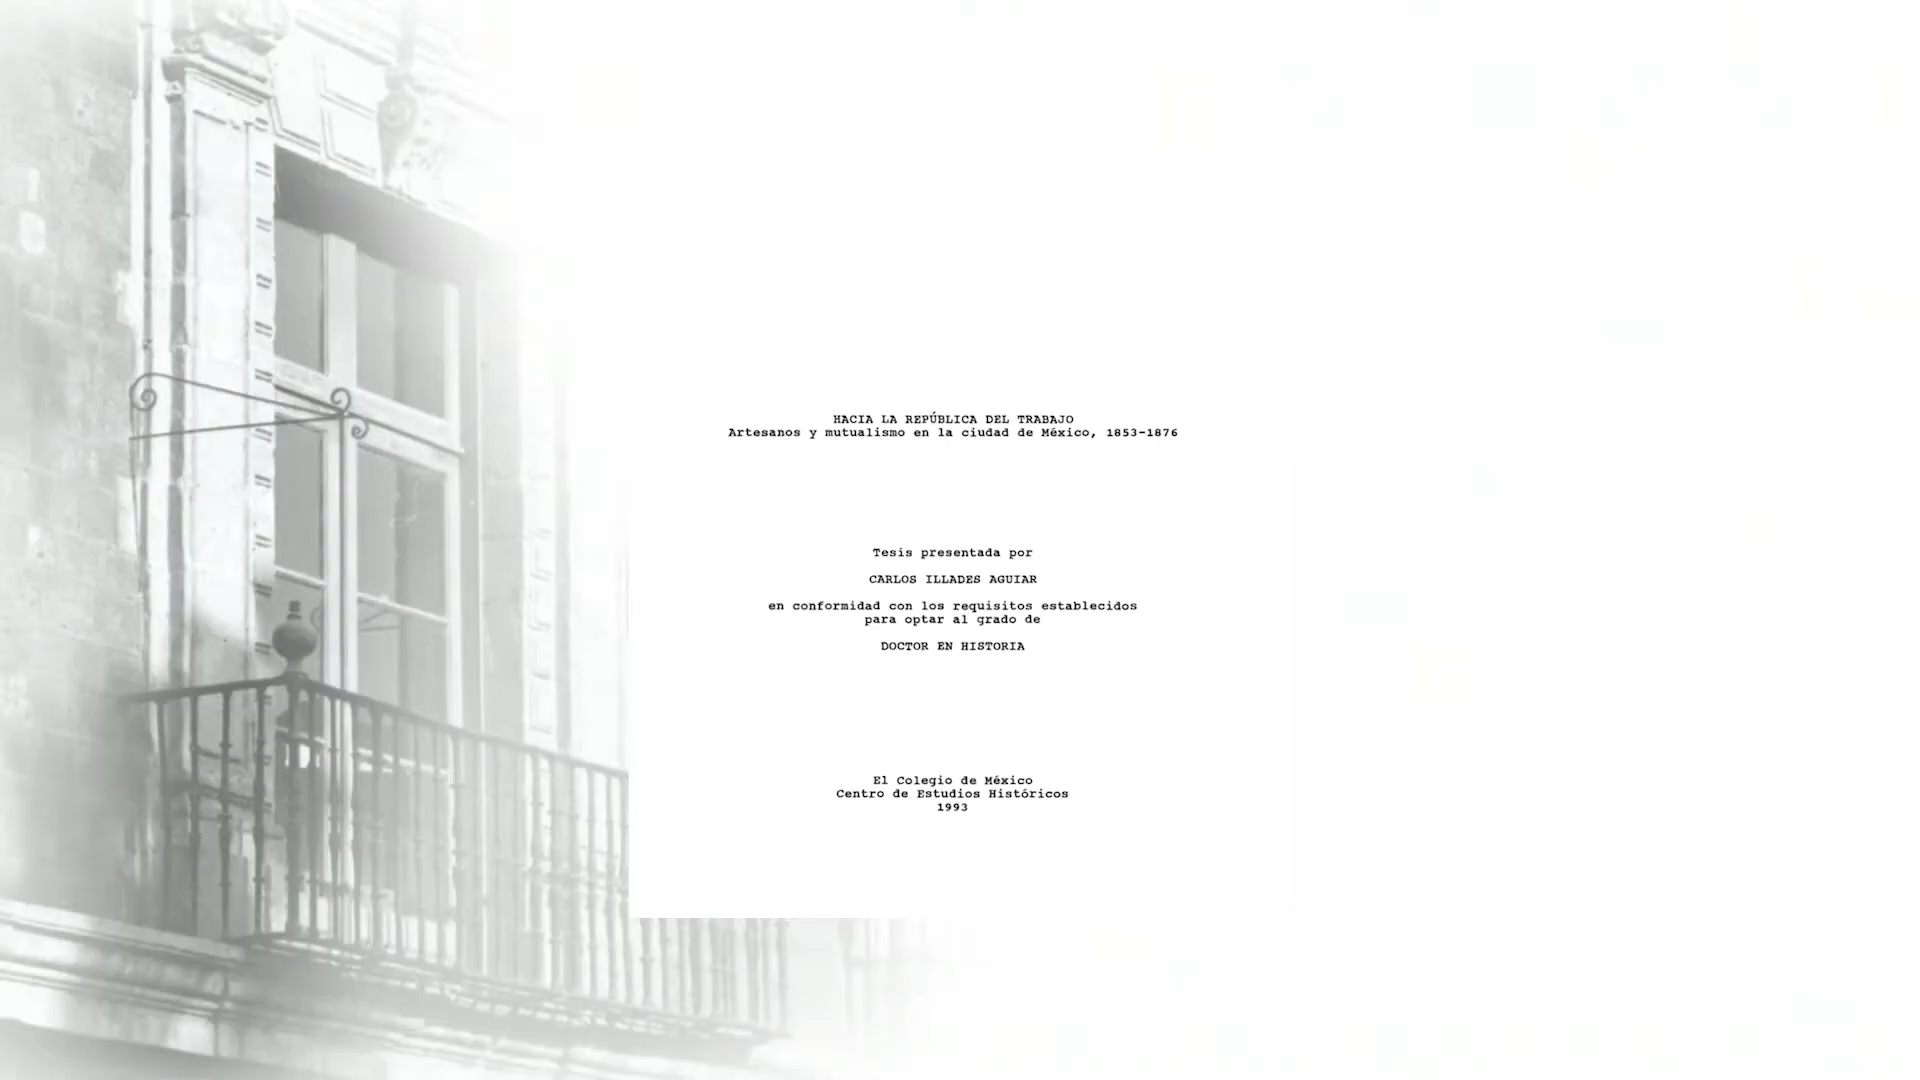 HACIA LA REPÚBLICA DEL TRABAJO
Artesanos y mutualismo en la ciudad de México, 1853-1876
Tesis presentada por
CARLOS ILLADES AGUIAR
en conformidad con los requisitos establecidos
para optar al grado de
DOCTOR EN HISTORIA
El Colegio de México
Centro de Estudios Históricos
1993